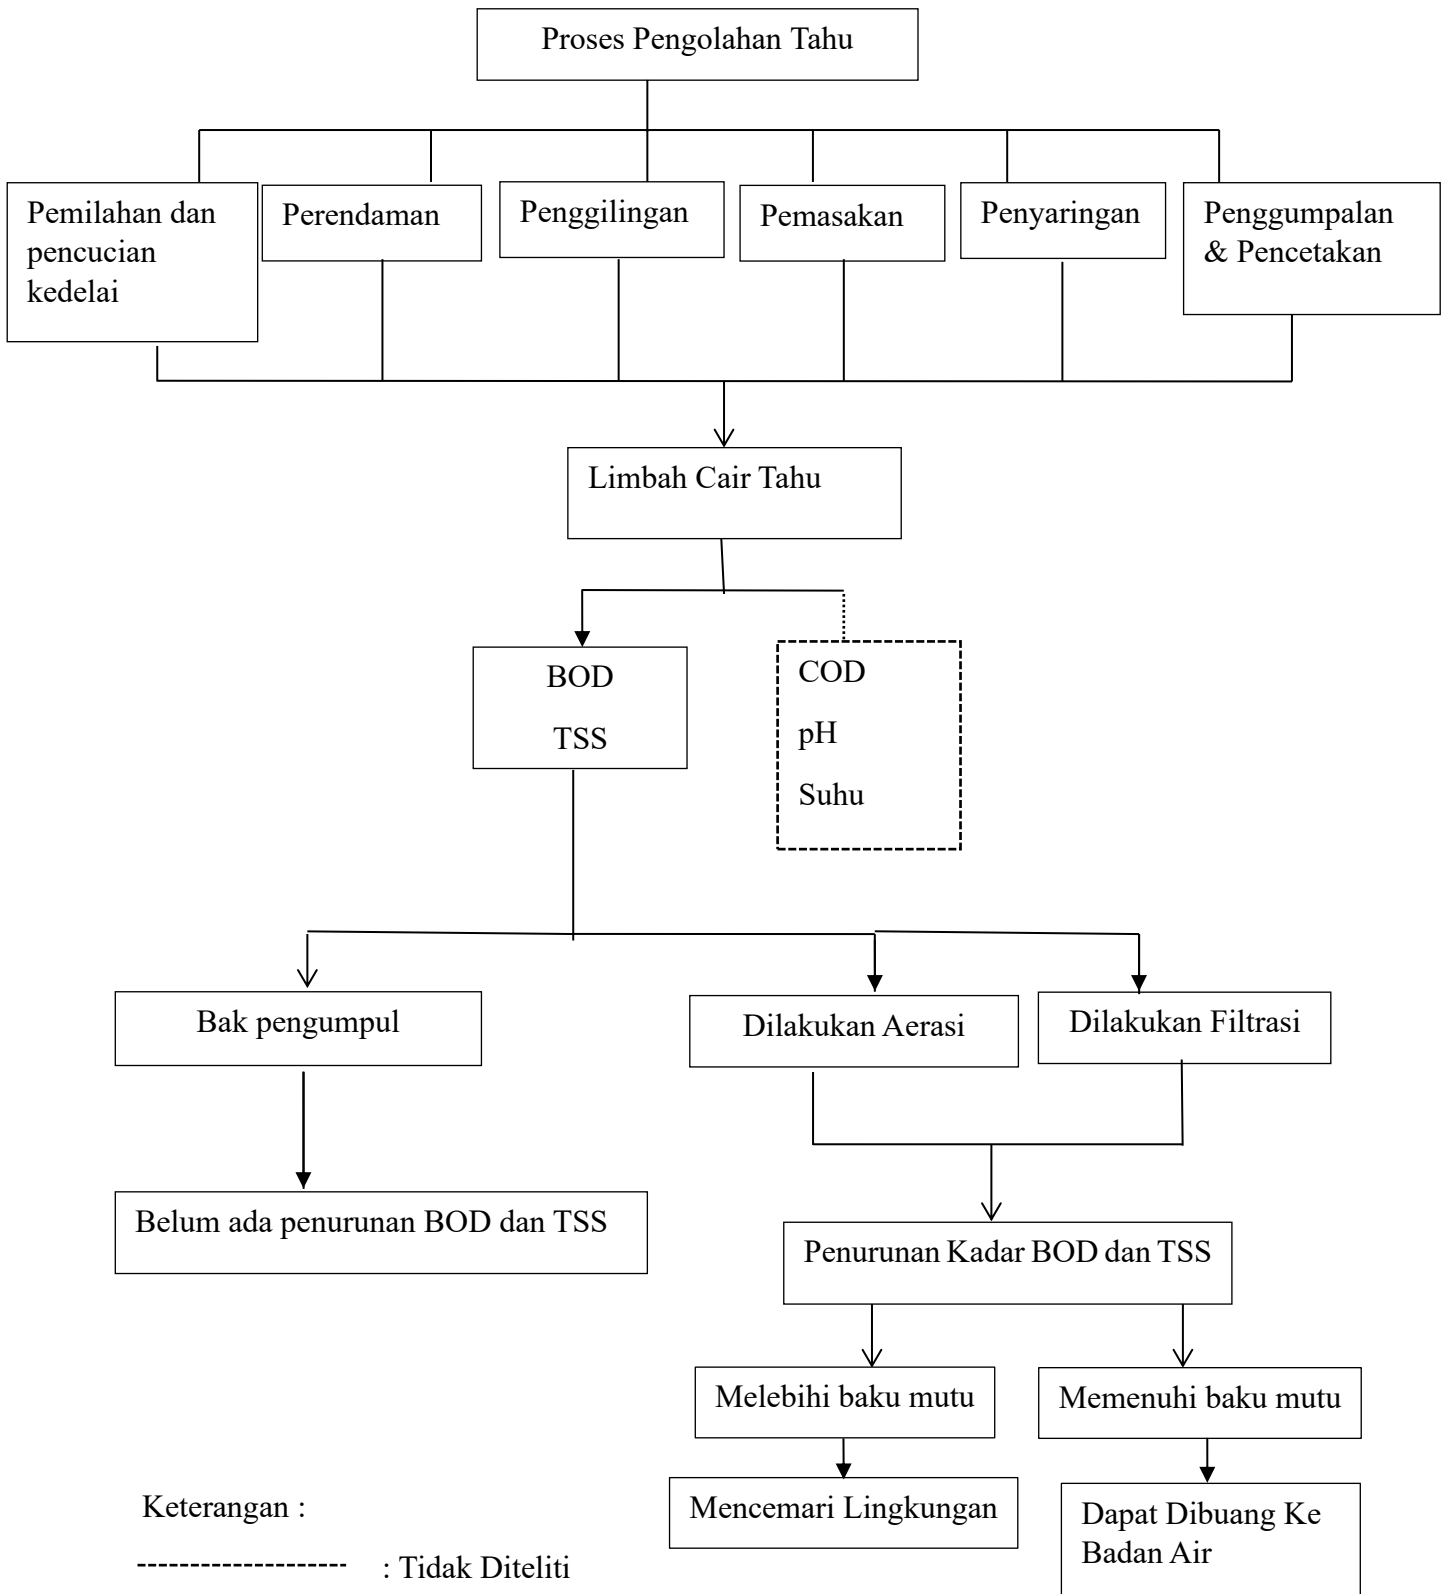 Proses Pengolahan Tahu
Pemilahan dan
pencucian
kedelai
Perendaman
Penggilingan
Pemasakan
Penyaringan
Penggumpalan
& Pencetakan
Limbah Cair Tahu
BOD
TSS
COD
pH
Suhu
Bak pengumpul
Dilakukan Aerasi
Dilakukan Filtrasi
Belum ada penurunan BOD dan TSS
Penurunan Kadar BOD dan TSS
Melebihi baku mutu
Memenuhi baku mutu
Mencemari Lingkungan
Dapat Dibuang Ke
Badan Air
Keterangan :
: Tidak Diteliti